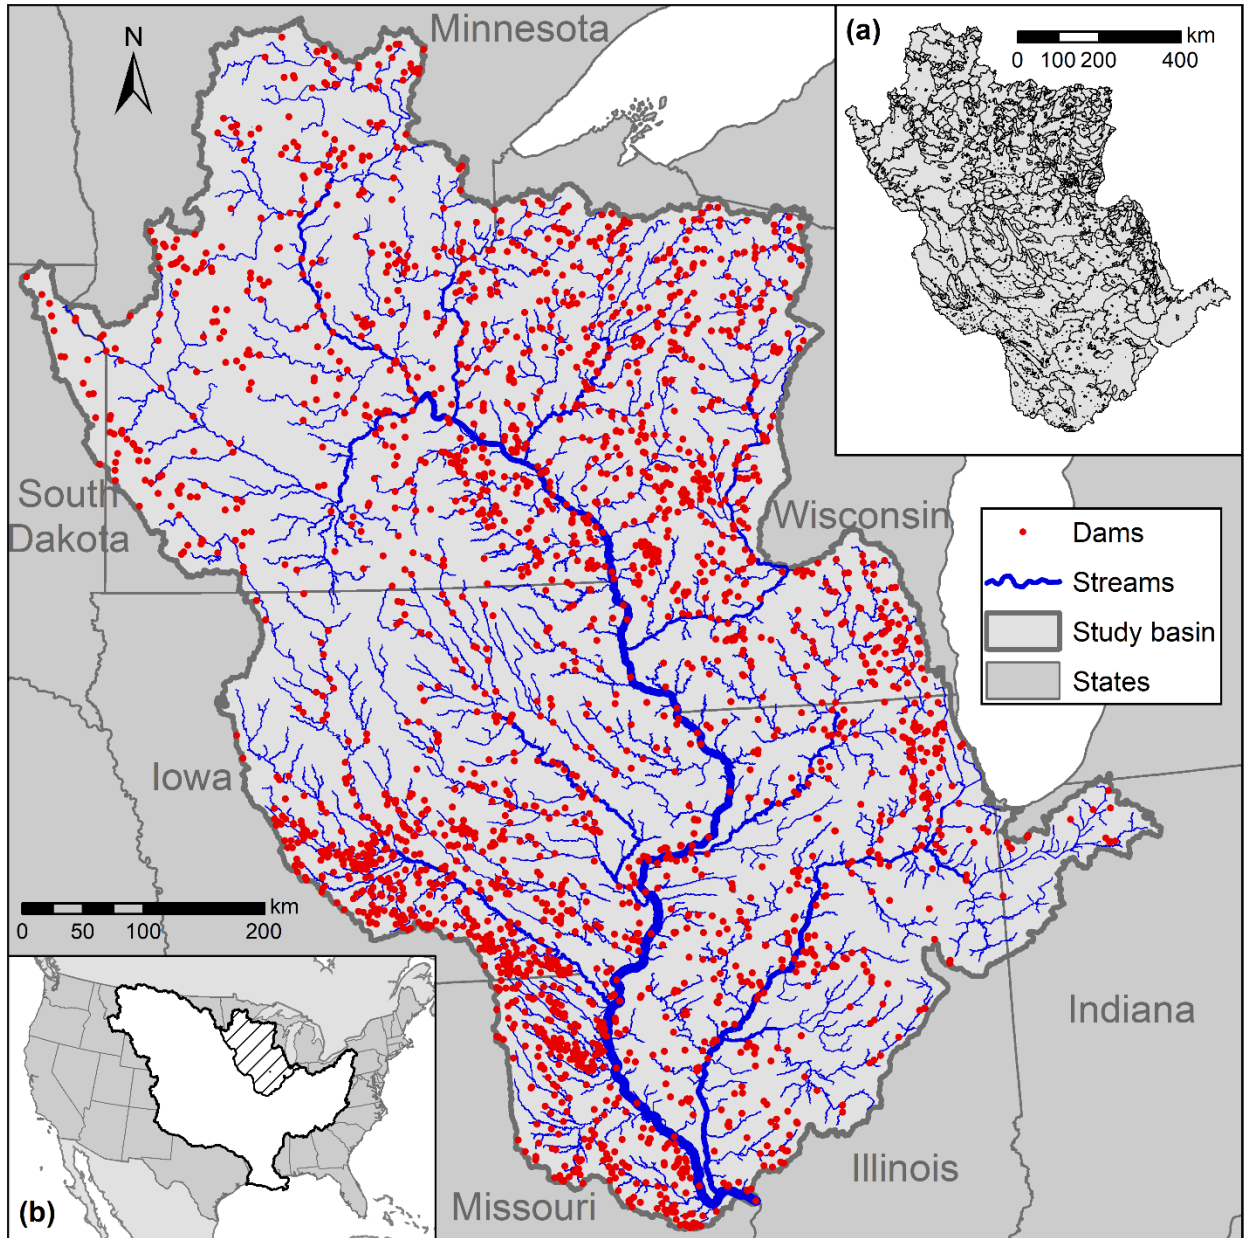 Minnesota
N
(a)
km
0 100 200 400
South
Dakota
Wisconsin
Dams
Streams
Study basin
States
Iowa
km
0 50 100 200
Indiana
Illinois
Missouri
(b)